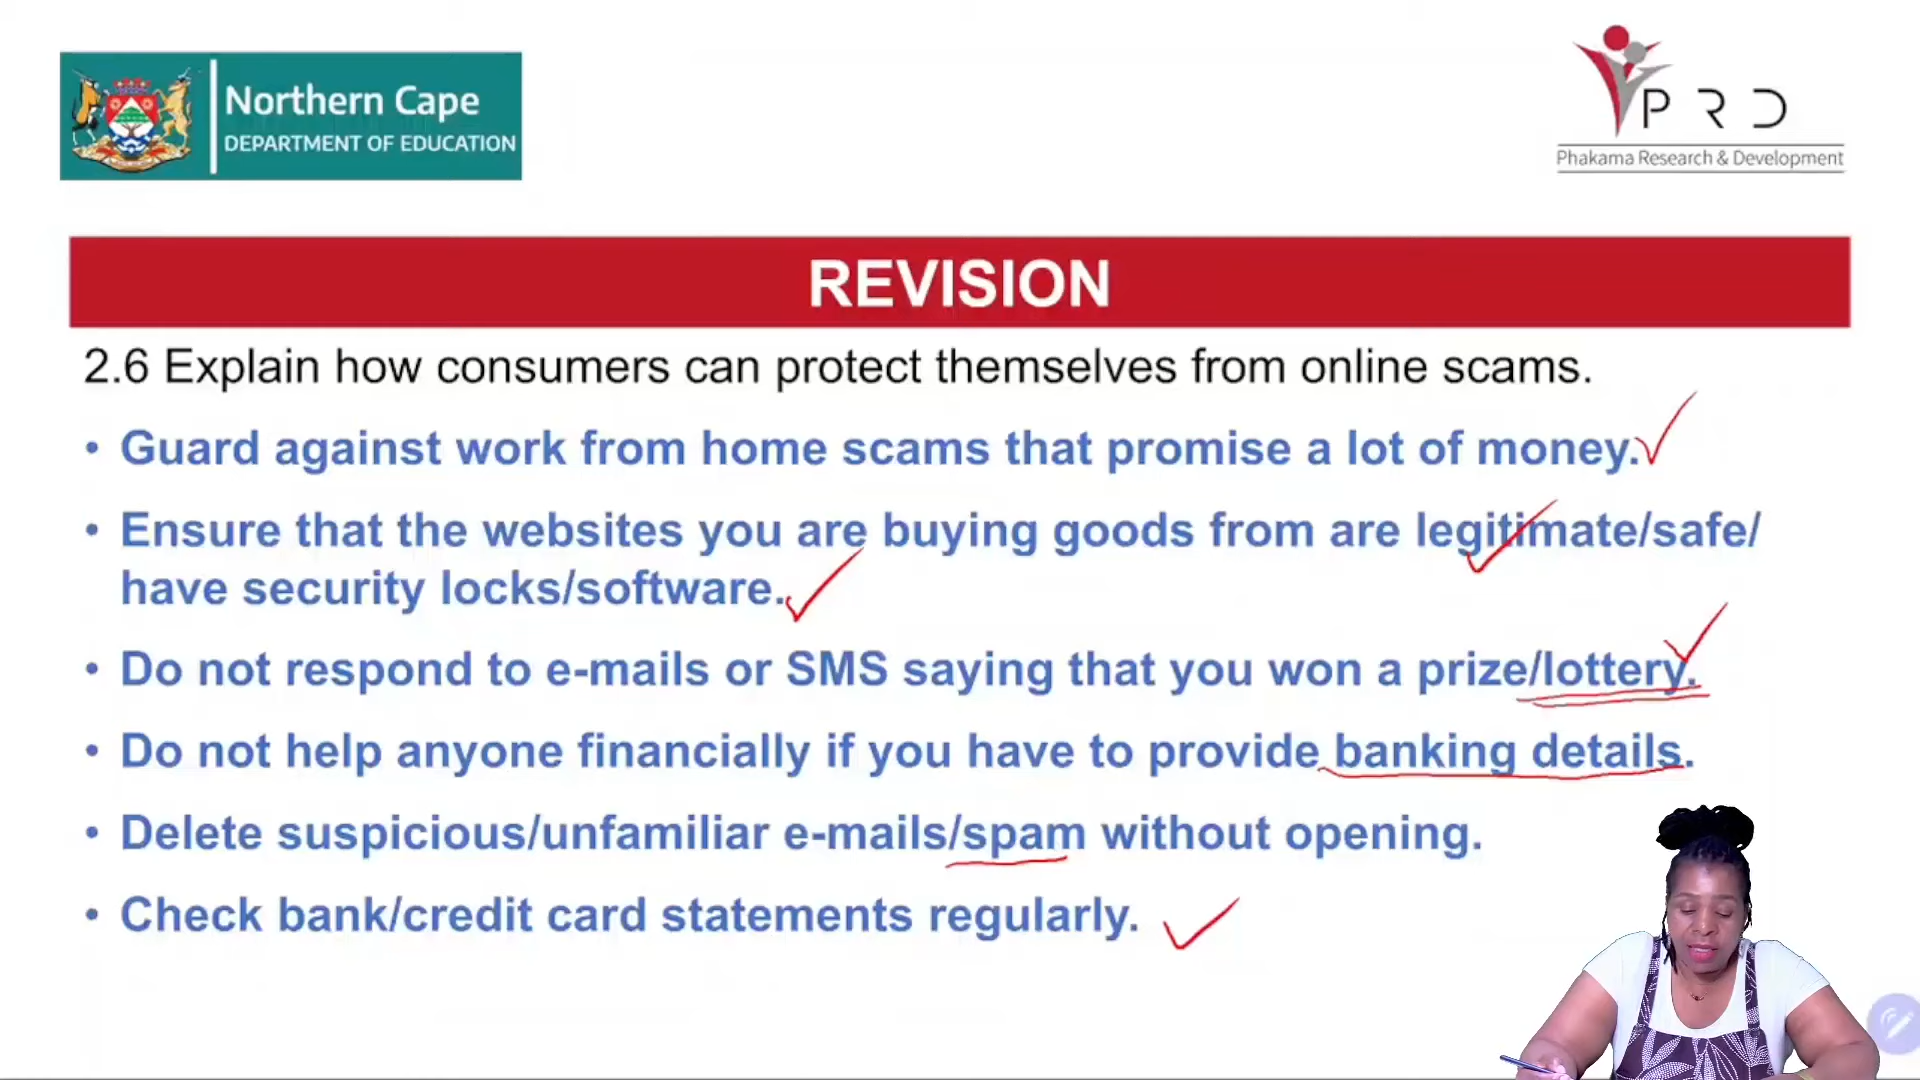 Northern Cape
DEPARTMENT OF EDUCATION
PRD
Phakama Research & Development
REVISION
2.6 Explain how consumers can protect themselves from online scams.
• Guard against work from home scams that promise a lot of money.
• Ensure that the websites you are buying goods from are legitimate/safe/
have security locks/software.
• Do not respond to e-mails or SMS saying that you won a prize/lottery.
• Do not help anyone financially if you have to provide banking details.
• Delete suspicious/unfamiliar e-mails/spam without opening.
• Check bank/credit card statements regularly.